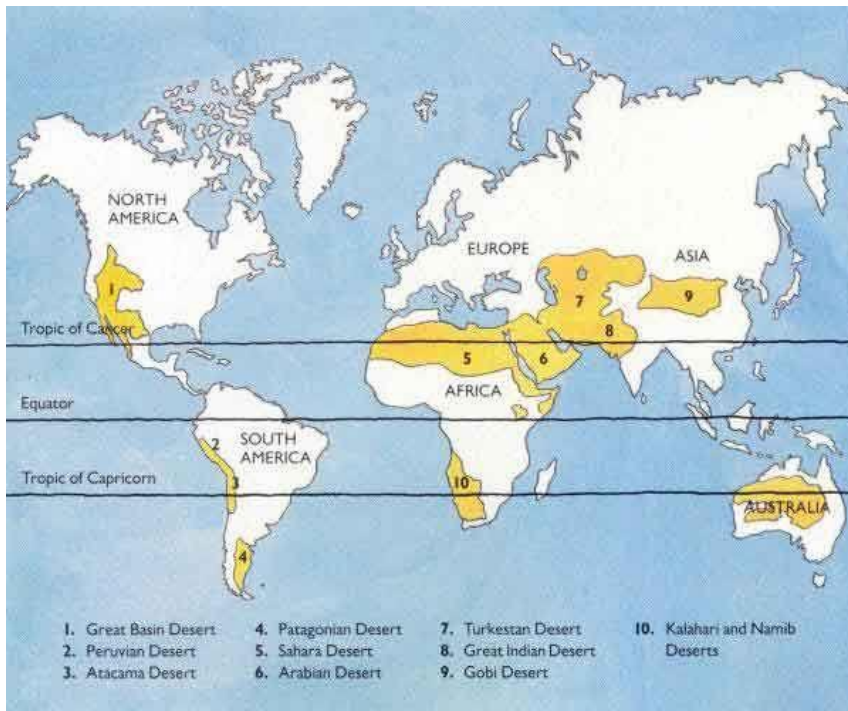 NORTH
AMERICA
EUROPE
ASIA
1
7
9
8
Tropic of Cancer
5
6
AFRICA
Equator
2
SOUTH
AMERICA
Tropic of Capricorn
3
10
AUSTRALIA
4
1. Great Basin Desert
2. Peruvian Desert
3. Atacama Desert
4. Patagonian Desert
5. Sahara Desert
6. Arabian Desert
7. Turkestan Desert
8. Great Indian Desert
9. Gobi Desert
10. Kalahari and Namib
Deserts